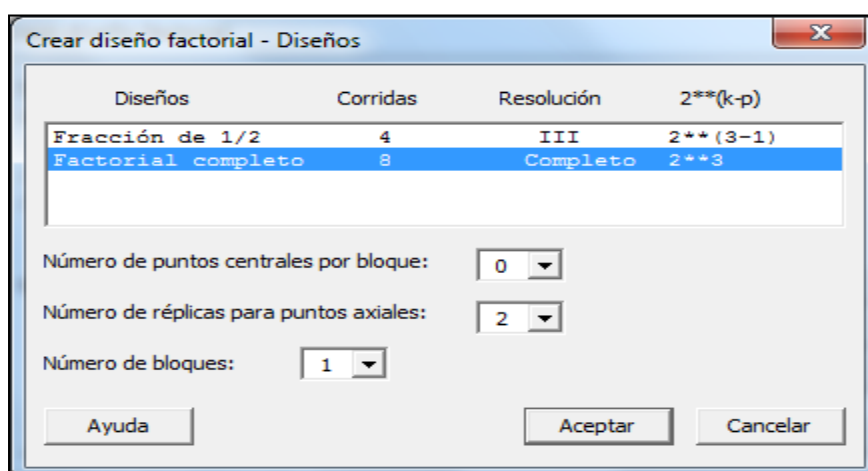 Crear diseño factorial - Diseños
Diseños Corridas Resolución 2**(k-p)
Fracción de 1/2 4 III 2**(3-1)
Factorial completo 8 Completo 2**3
Número de puntos centrales por bloque: 0
Número de réplicas para puntos axiales: 2
Número de bloques: 1
Ayuda Aceptar Cancelar